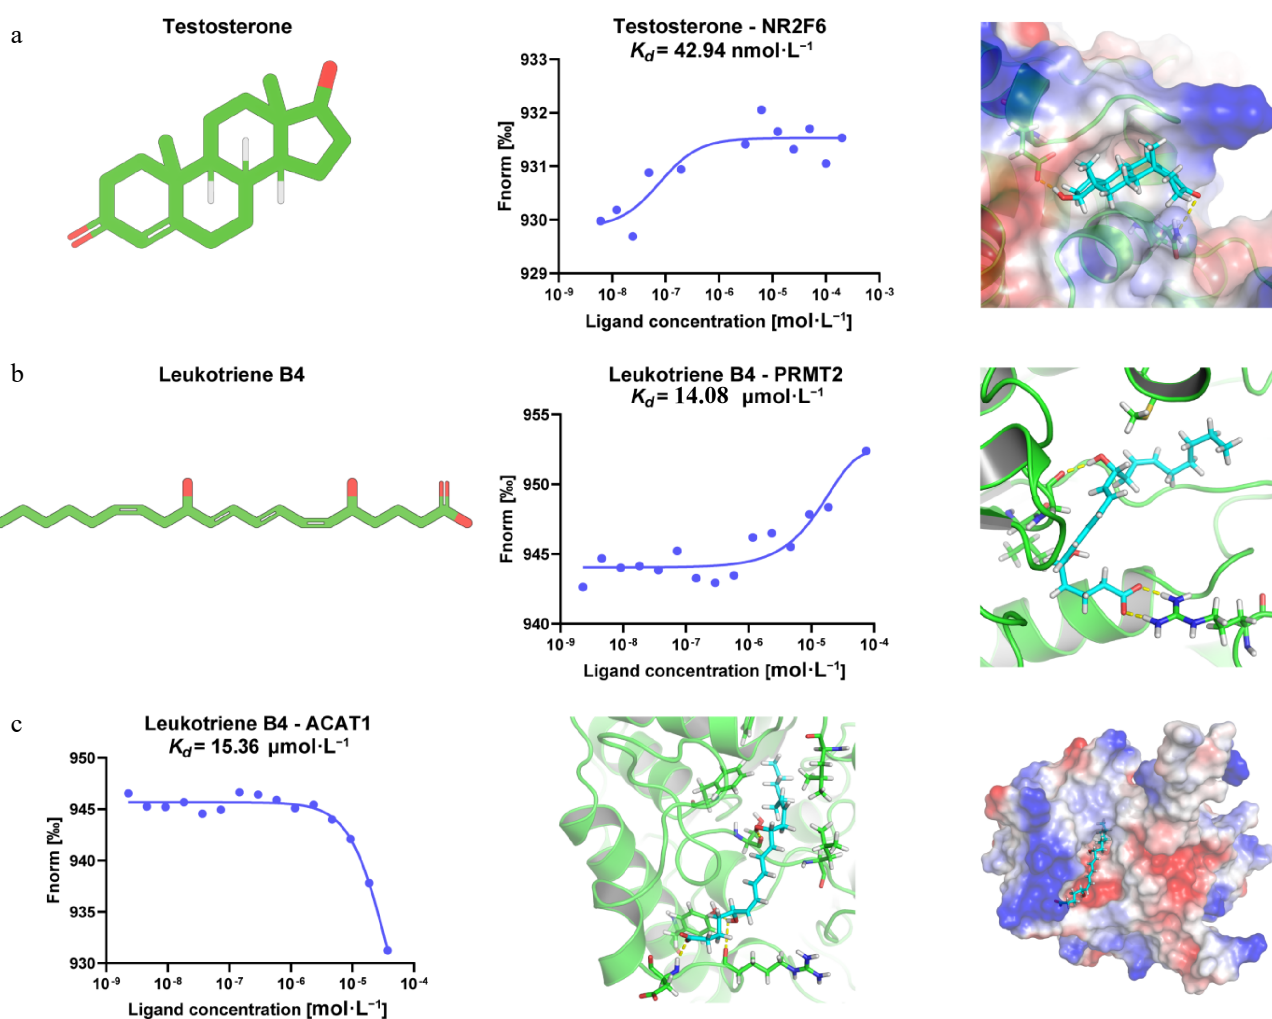 a
Testosterone
Testosterone - NR2F6
Kd = 42.94 nmol·L⁻¹
933
932
931
930
929
Fnorm [‰]
10⁻⁹ 10⁻⁸ 10⁻⁷ 10⁻⁶ 10⁻⁵ 10⁻⁴ 10⁻³
Ligand concentration [mol·L⁻¹]
b
Leukotriene B4
Leukotriene B4 - PRMT2
Kd = 14.08 μmol·L⁻¹
955
950
945
940
Fnorm [‰]
10⁻⁹ 10⁻⁸ 10⁻⁷ 10⁻⁶ 10⁻⁵ 10⁻⁴
Ligand concentration [mol·L⁻¹]
c
Leukotriene B4 - ACAT1
Kd = 15.36 μmol·L⁻¹
950
945
940
935
930
Fnorm [‰]
10⁻⁹ 10⁻⁸ 10⁻⁷ 10⁻⁶ 10⁻⁵ 10⁻⁴
Ligand concentration [mol·L⁻¹]